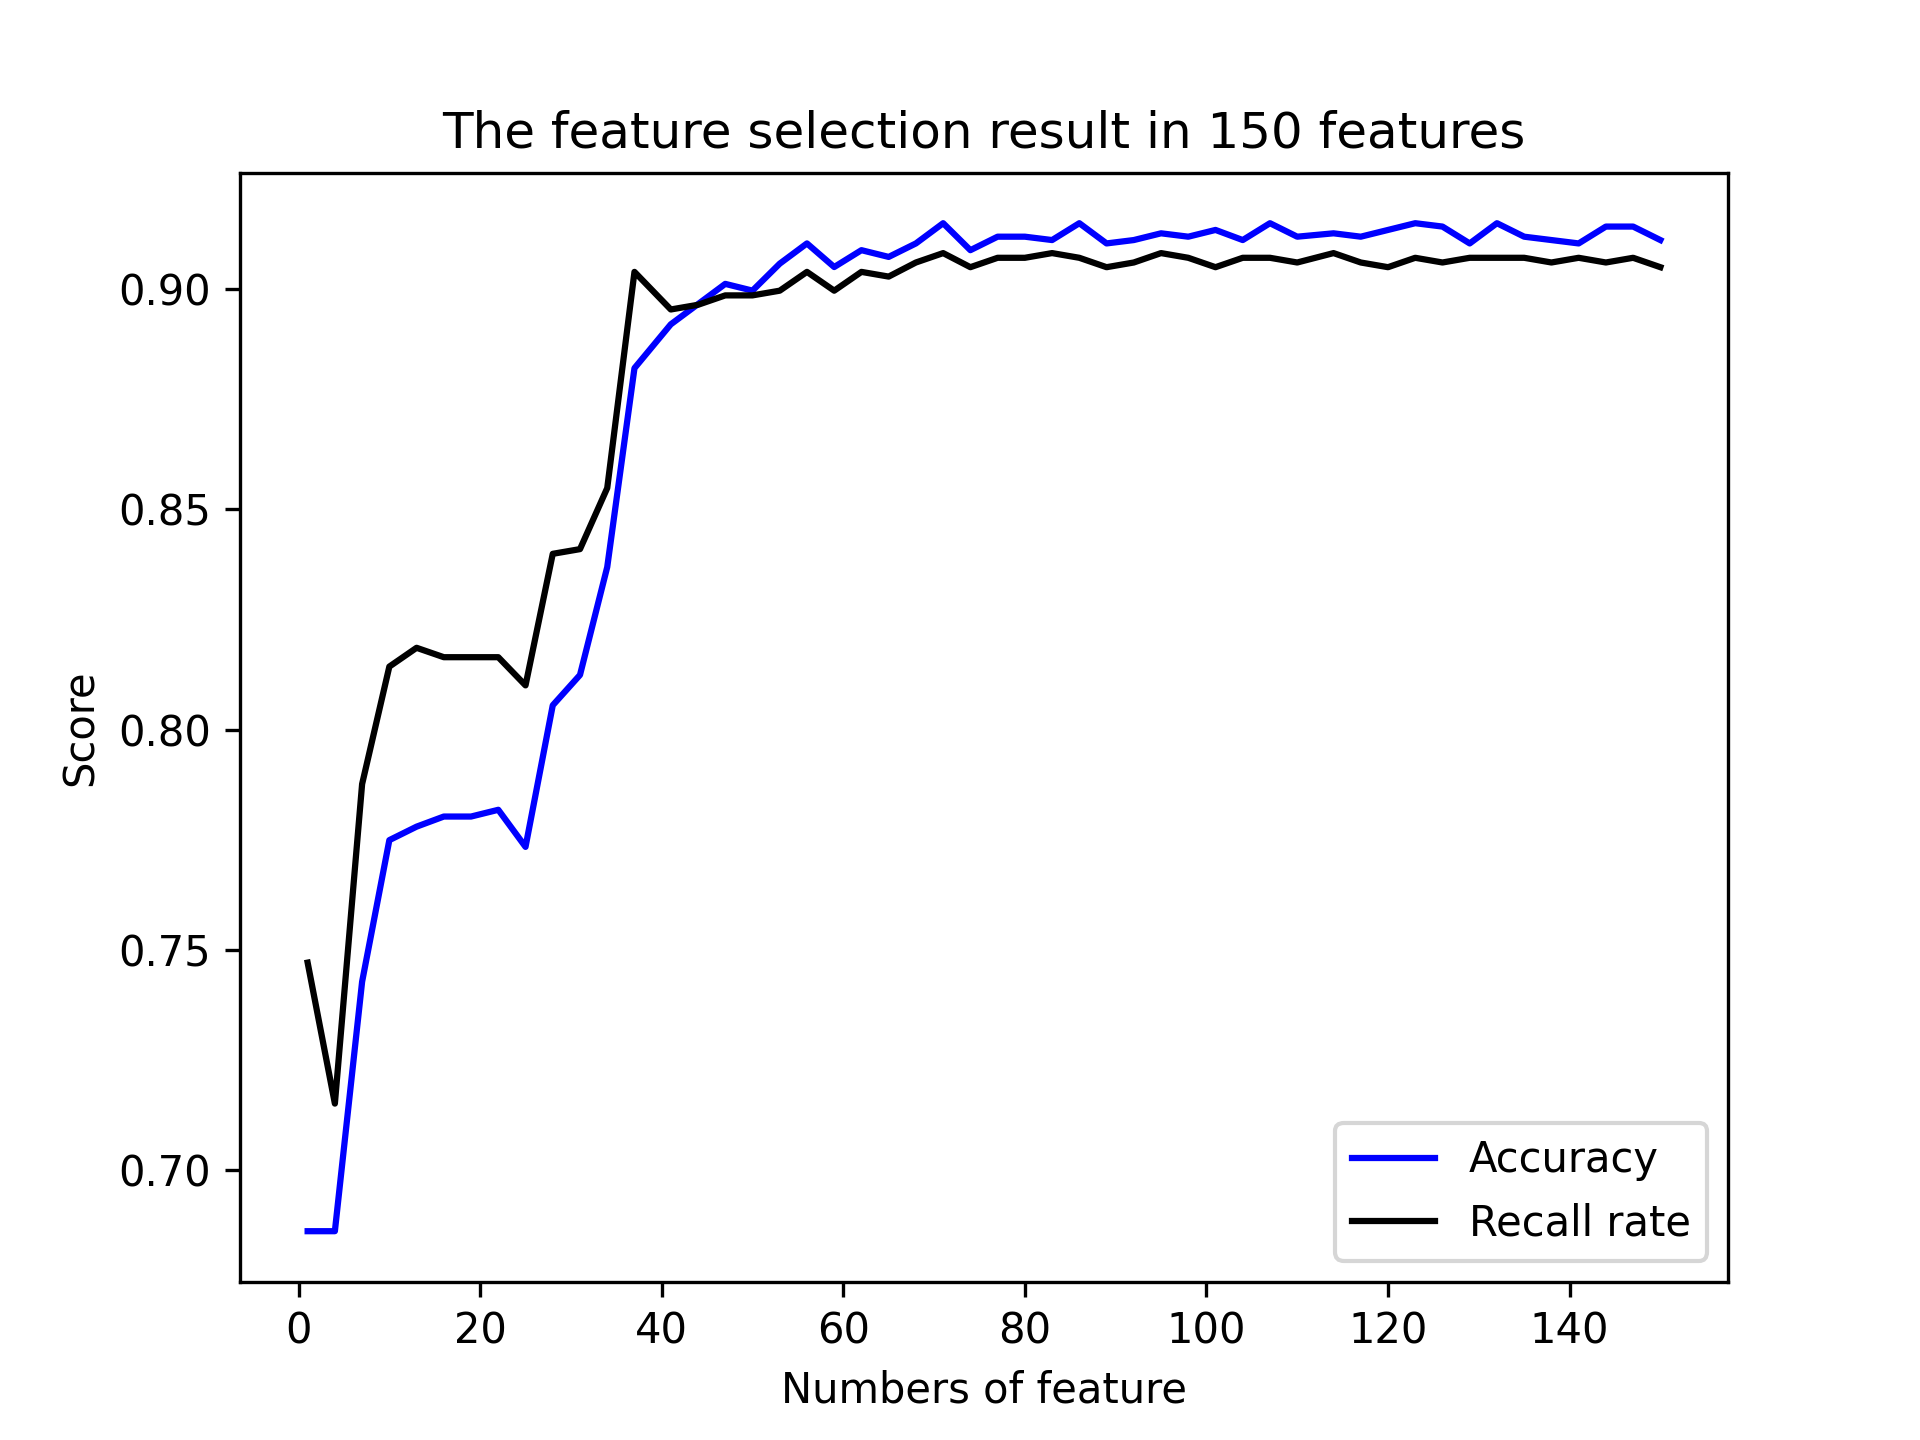 The feature selection result in 150 features
0.90
0.85
0.80
0.75
0.70
Score
Accuracy
Recall rate
0 20 40 60 80 100 120 140
Numbers of feature